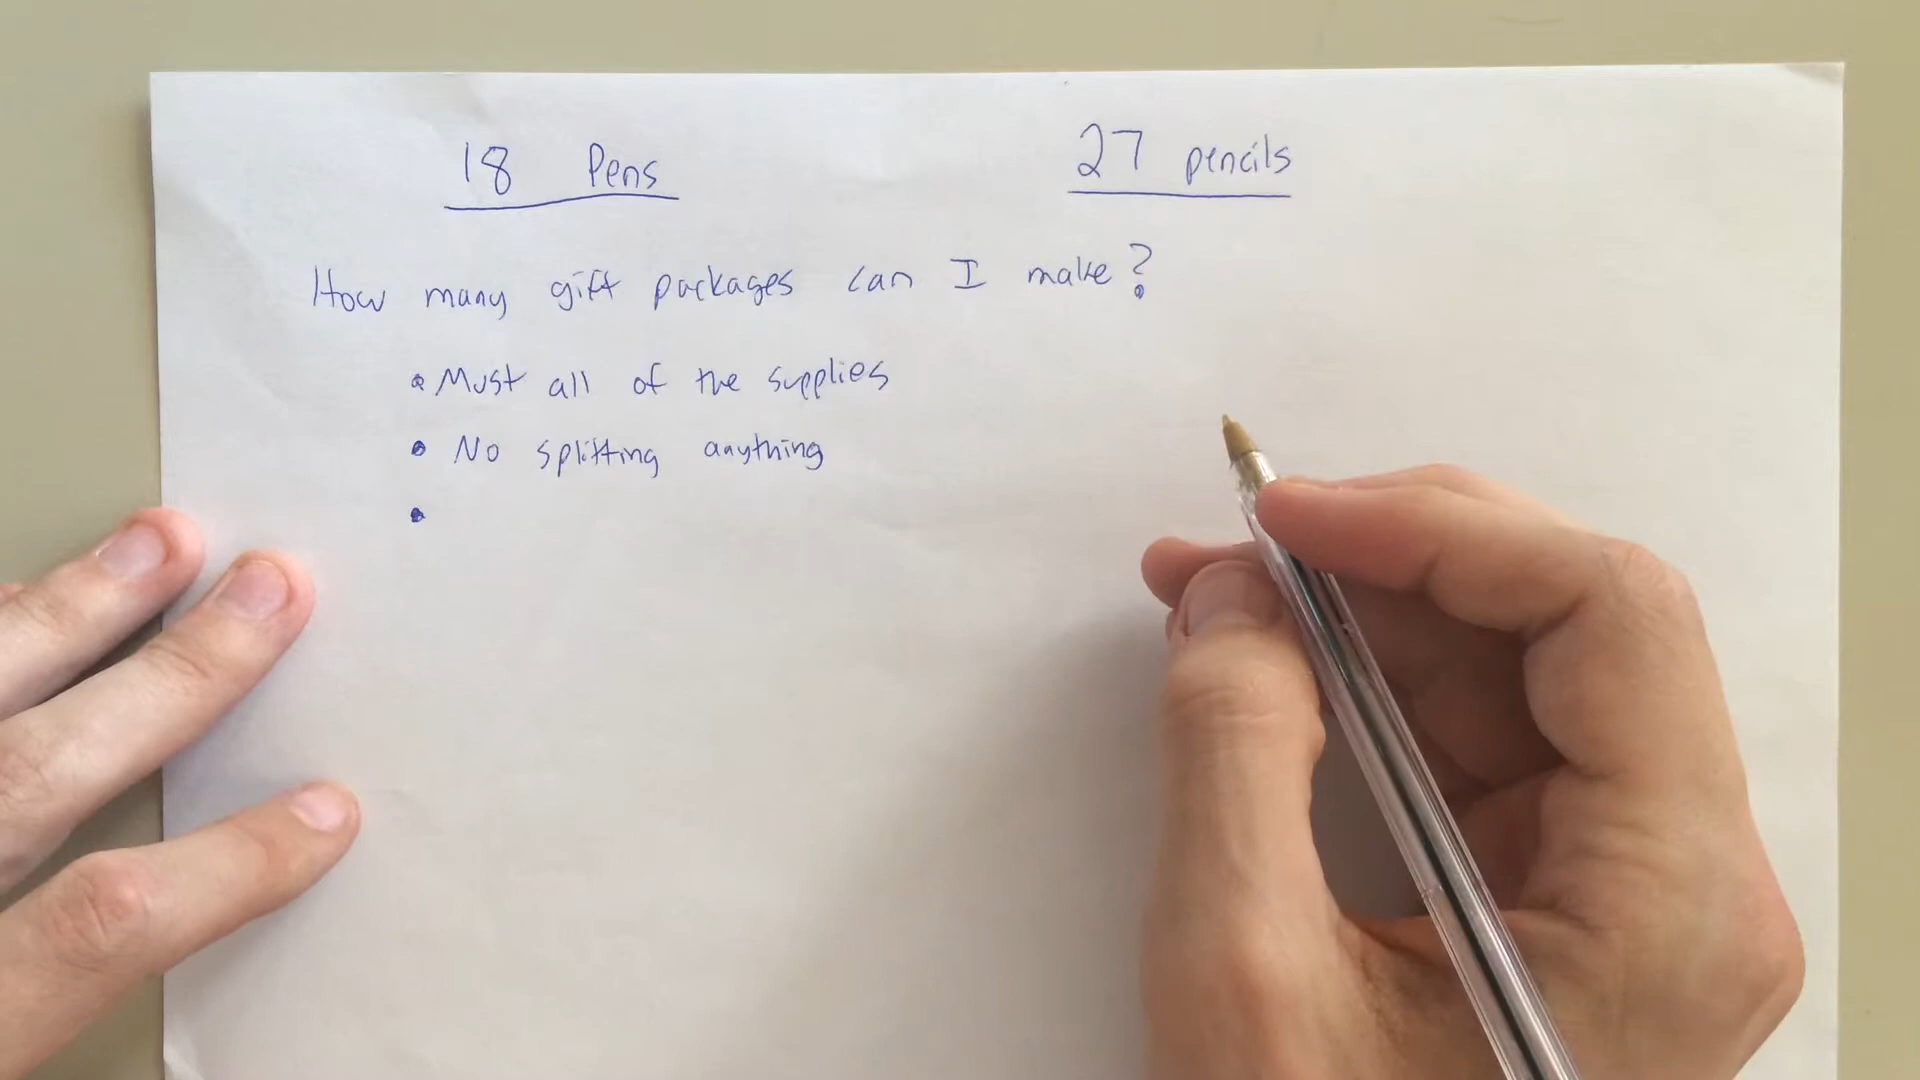 18 Pens 27 pencils
How many gift packages can I make?
• Must all of the supplies
• No splitting anything
•